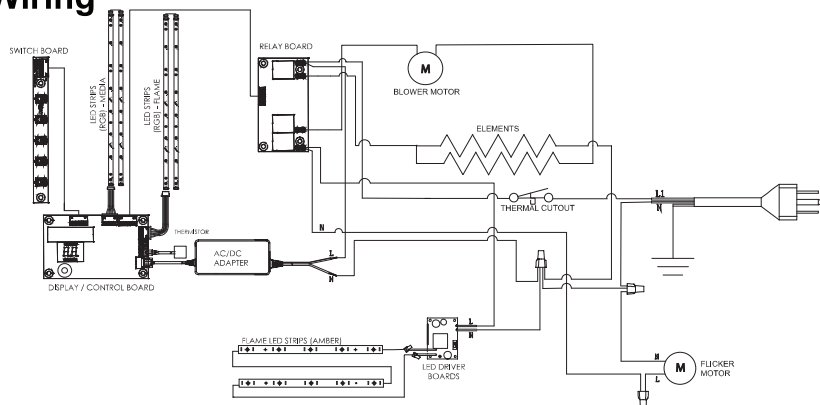 Wiring
SWITCH BOARD
LED STRIPS
(RGB) - MEDIA
LED STRIPS
(RGB) - FLAME
RELAY BOARD
M
BLOWER MOTOR
ELEMENTS
THERMAL CUTOUT
L1
N
N
THERMISTOR
AC/DC
ADAPTER
L
N
DISPLAY / CONTROL BOARD
FLAME LED STRIPS (AMBER)
L
N
LED DRIVER
BOARDS
N
L
M
FLICKER
MOTOR